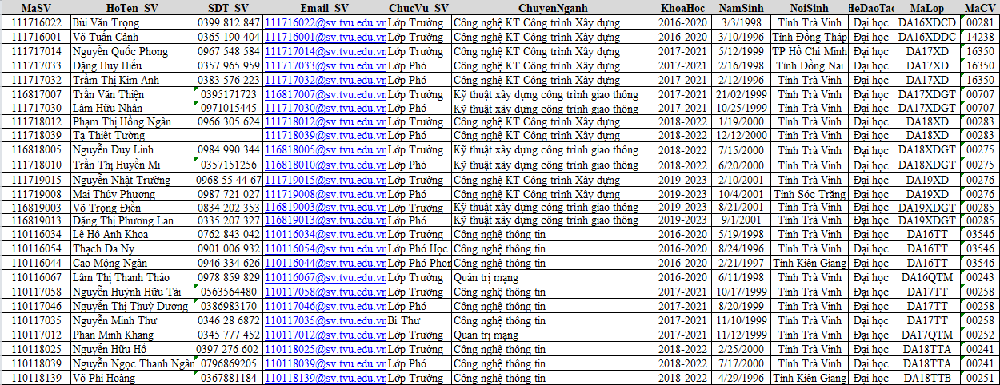 MaSV HoTen_SV SDT_SV Email_SV ChucVu_SV ChuyenNganh KhoaHoc NamSinh NoiSinh HeDaoTao MaLop MaCV
111716022 Bùi Văn Trọng 0399 812 847 111716022@sv.tvu.edu.vn Lớp Trưởng Công nghệ KT Công trình Xây dựng 2016-2020 3/3/1998 Tỉnh Trà Vinh Đại học DA16XDCD 00281
111716001 Võ Tuấn Cảnh 0365 190 404 111716001@sv.tvu.edu.vn Lớp Trưởng Công nghệ KT Công trình Xây dựng 2016-2020 3/10/1996 Tỉnh Đồng Tháp Đại học DA16XDDC 14238
111717014 Nguyễn Quốc Phong 0967 548 584 111717014@sv.tvu.edu.vn Lớp Trưởng Công nghệ KT Công trình Xây dựng 2017-2021 5/12/1999 TP Hồ Chí Minh Đại học DA17XD 16350
111717033 Đặng Huy Hiếu 0357 965 959 111717033@sv.tvu.edu.vn Lớp Phó Công nghệ KT Công trình Xây dựng 2017-2021 2/16/1998 Tỉnh Đồng Nai Đại học DA17XD 16350
111717032 Trầm Thị Kim Anh 0383 576 223 111717032@sv.tvu.edu.vn Lớp Phó Công nghệ KT Công trình Xây dựng 2017-2021 2/12/1996 Tỉnh Trà Vinh Đại học DA17XD 16350
116817007 Trần Văn Thiện 0395171723 116817007@sv.tvu.edu.vn Lớp Trưởng Kỹ thuật xây dựng công trình giao thông 2017-2021 21/02/1999 Tỉnh Trà Vinh Đại học DA17XDGT 00707
111717030 Lâm Hữu Nhân 0971015445 111717030@sv.tvu.edu.vn Lớp Phó Kỹ thuật xây dựng công trình giao thông 2017-2021 10/25/1999 Tỉnh Trà Vinh Đại học DA17XDGT 00707
111718012 Phạm Thị Hồng Ngân 0966 305 624 111718012@sv.tvu.edu.vn Lớp Trưởng Công nghệ KT Công trình Xây dựng 2018-2022 1/19/2000 Tỉnh Trà Vinh Đại học DA18XD 00283
111718039 Tạ Thiết Tường 111718039@sv.tvu.edu.vn Lớp Phó Công nghệ KT Công trình Xây dựng 2018-2022 12/12/2000 Tỉnh Trà Vinh Đại học DA18XD 00283
116818005 Nguyễn Duy Linh 0984 990 344 116818005@sv.tvu.edu.vn Lớp Trưởng Kỹ thuật xây dựng công trình giao thông 2018-2022 7/15/2000 Tỉnh Trà Vinh Đại học DA18XDGT 00275
111718010 Trần Thị Huyền Mi 0357151256 116818010@sv.tvu.edu.vn Lớp Phó Kỹ thuật xây dựng công trình giao thông 2018-2022 6/20/2000 Tỉnh Trà Vinh Đại học DA18XDGT 00275
111719015 Nguyễn Nhật Trường 0968 55 44 67 111719015@sv.tvu.edu.vn Lớp Trưởng Công nghệ KT Công trình Xây dựng 2019-2023 2/10/2001 Tỉnh Trà Vinh Đại học DA19XD 00276
111719008 Mai Thúy Phương 0987 721 027 111719008@sv.tvu.edu.vn Lớp Phó Công nghệ KT Công trình Xây dựng 2019-2023 10/4/2001 Tỉnh Sóc Trăng Đại học DA19XD 00276
116819003 Võ Trọng Điền 0834 202 353 116819003@sv.tvu.edu.vn Lớp Trưởng Kỹ thuật xây dựng công trình giao thông 2019-2023 8/21/2001 Tỉnh Trà Vinh Đại học DA19XDGT 00285
116819013 Đặng Thị Phương Lan 0335 207 327 116819013@sv.tvu.edu.vn Lớp Phó Kỹ thuật xây dựng công trình giao thông 2019-2023 9/1/2001 Tỉnh Trà Vinh Đại học DA19XDGT 00285
110116034 Lê Hồ Anh Khoa 0762 843 042 110116034@sv.tvu.edu.vn Lớp Trưởng Công nghệ thông tin 2016-2020 5/19/1998 Tỉnh Trà Vinh Đại học DA16TT 03546
110116054 Thạch Đa Ny 0901 006 932 110116054@sv.tvu.edu.vn Lớp Phó Học Công nghệ thông tin 2016-2020 8/24/1996 Tỉnh Trà Vinh Đại học DA16TT 03546
110116044 Cao Mộng Ngân 0946 334 626 110116044@sv.tvu.edu.vn Lớp Phó Phon Công nghệ thông tin 2016-2020 2/21/1997 Tỉnh Kiên Giang Đại học DA16TT 03546
110116067 Lâm Thị Thanh Thảo 0978 859 829 110116067@sv.tvu.edu.vn Lớp Trưởng Quản trị mạng 2016-2020 6/11/1998 Tỉnh Trà Vinh Đại học DA16QTM 00243
110117058 Nguyễn Huỳnh Hữu Tài 0563564480 110117058@sv.tvu.edu.vn Lớp Trưởng Công nghệ thông tin 2017-2021 10/17/1999 Tỉnh Trà Vinh Đại học DA17TT 00258
110117046 Nguyễn Thị Thuỳ Dương 0386983170 110117046@sv.tvu.edu.vn Lớp Phó Công nghệ thông tin 2017-2021 8/20/1999 Tỉnh Trà Vinh Đại học DA17TT 00258
110117035 Nguyễn Minh Thư 0346 28 6872 110117035@sv.tvu.edu.vn Bí Thư Công nghệ thông tin 2017-2021 11/10/1999 Tỉnh Trà Vinh Đại học DA17TT 00258
110117012 Phan Minh Khang 0345 777 452 110117012@sv.tvu.edu.vn Lớp Trưởng Quản trị mạng 2017-2021 11/12/1999 Tỉnh Trà Vinh Đại học DA17QTM 00252
110118025 Nguyễn Hữu Hổ 0397 276 602 110118025@sv.tvu.edu.vn Lớp Trưởng Công nghệ thông tin 2018-2022 2/25/2000 Tỉnh Trà Vinh Đại học DA18TTA 00241
110118039 Nguyễn Ngọc Thanh Ngân 0796869205 110118039@sv.tvu.edu.vn Lớp Phó Công nghệ thông tin 2018-2022 7/17/2000 Tỉnh Trà Vinh Đại học DA18TTA 00241
110118139 Võ Phi Hoàng 0367881184 110118139@sv.tvu.edu.vn Lớp Trưởng Công nghệ thông tin 2018-2022 4/29/1996 Tỉnh Kiên Giang Đại học DA18TTB 00251